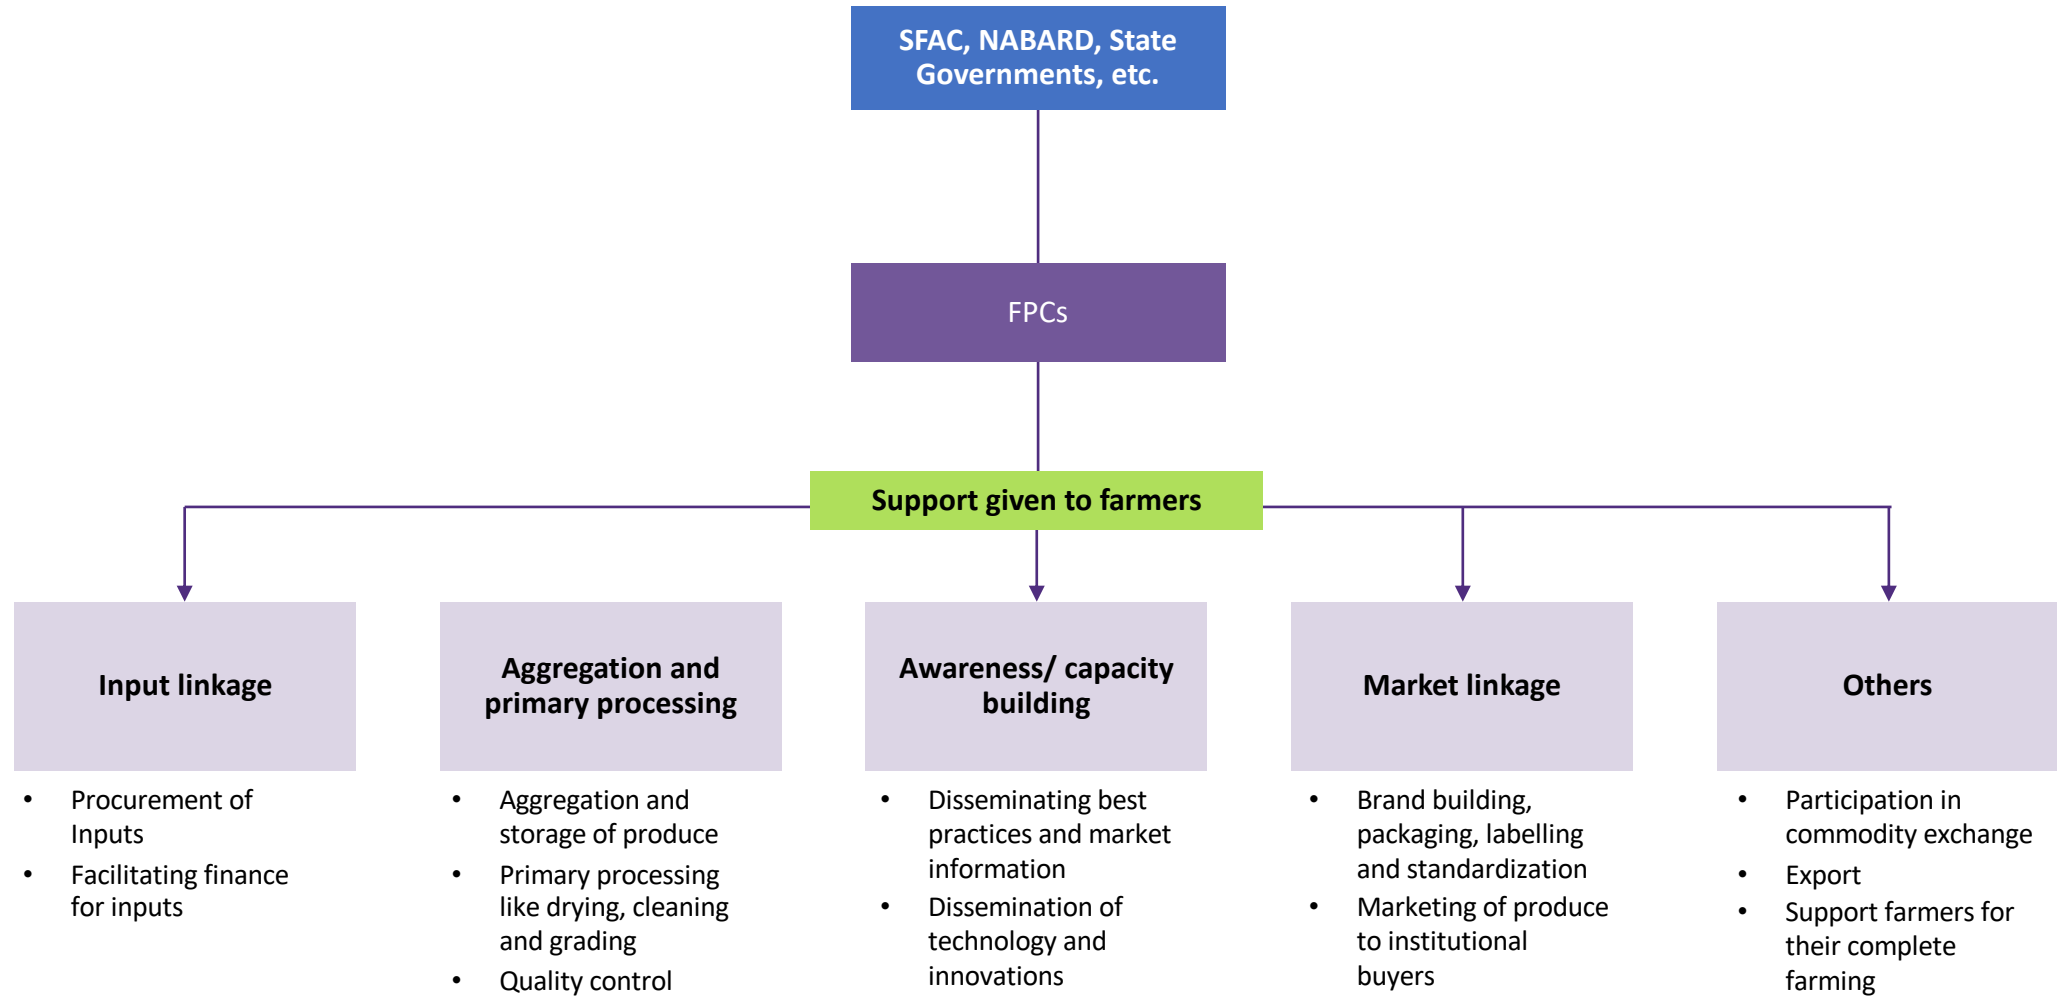 SFAC, NABARD, State
Governments, etc.
FPCs
Support given to farmers
Input linkage
• Procurement of
Inputs
• Facilitating finance
for inputs
Aggregation and
primary processing
• Aggregation and
storage of produce
• Primary processing
like drying, cleaning
and grading
• Quality control
Awareness/ capacity
building
• Disseminating best
practices and market
information
• Dissemination of
technology and
innovations
Market linkage
• Brand building,
packaging, labelling
and standardization
• Marketing of produce
to institutional
buyers
Others
• Participation in
commodity exchange
• Export
• Support farmers for
their complete
farming